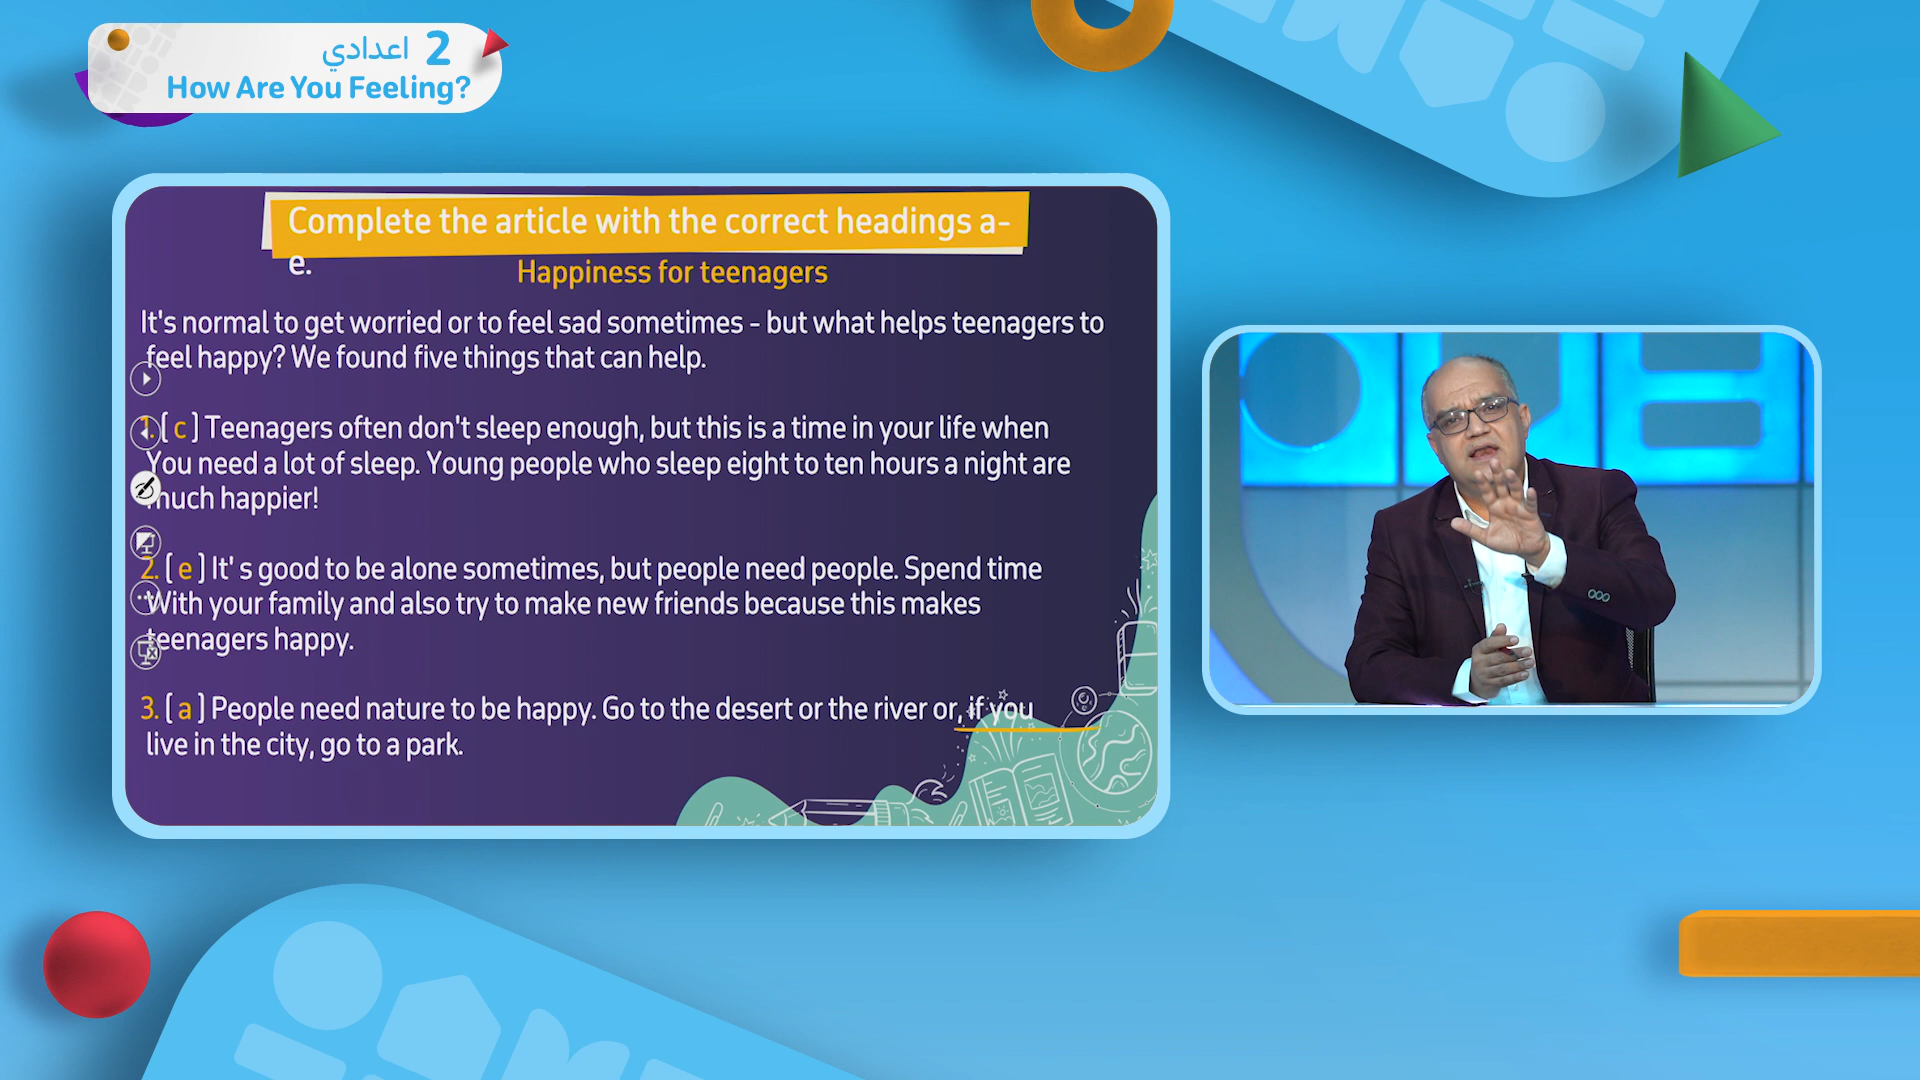 2 اعدادي
How Are You Feeling?
Complete the article with the correct headings a-
e.
Happiness for teenagers
It's normal to get worried or to feel sad sometimes - but what helps teenagers to
feel happy? We found five things that can help.
1. [ c ] Teenagers often don't sleep enough, but this is a time in your life when
You need a lot of sleep. Young people who sleep eight to ten hours a night are
much happier!
2. [ e ] It' s good to be alone sometimes, but people need people. Spend time
With your family and also try to make new friends because this makes
teenagers happy.
3. [ a ] People need nature to be happy. Go to the desert or the river or, if you
live in the city, go to a park.